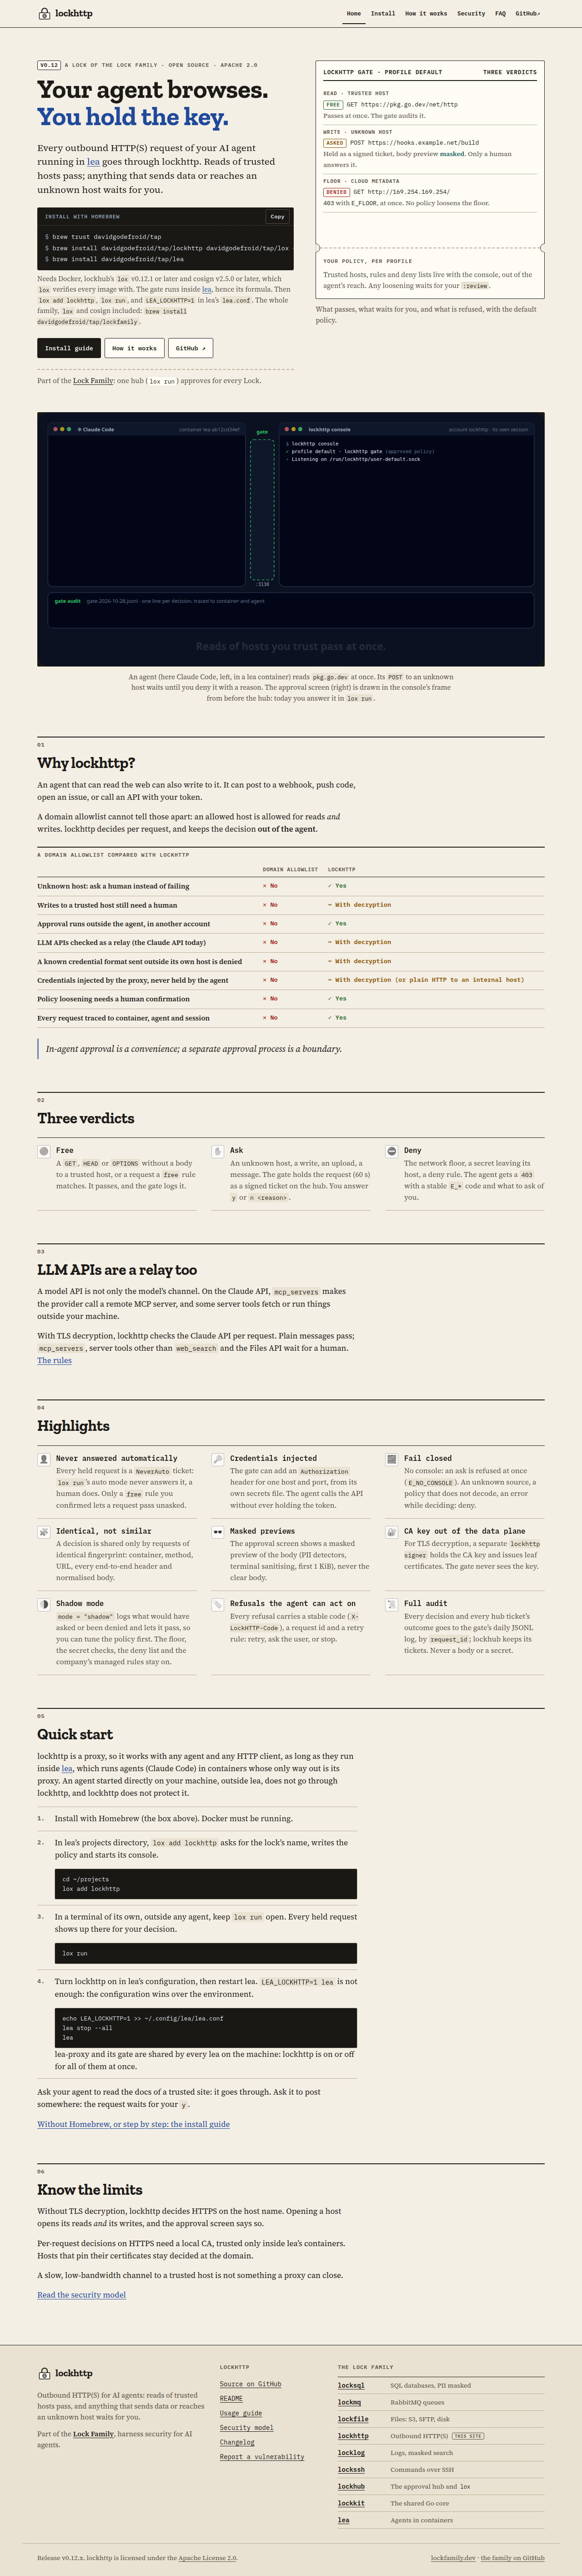 lockhttp
Home Install How it works Security FAQ GitHub↗
V0.12 A LOCK OF THE LOCK FAMILY · OPEN SOURCE · APACHE 2.0
Your agent browses.
You hold the key.
Every outbound HTTP(S) request of your AI agent
running in lea goes through lockhttp. Reads of trusted
hosts pass; anything that sends data or reaches an
unknown host waits for you.
INSTALL WITH HOMEBREW Copy
$ brew trust davidgodefroid/tap
$ brew install davidgodefroid/tap/lockhttp davidgodefroid/tap/lox
$ brew install davidgodefroid/tap/lea
Needs Docker, lockhub's lox v0.12.1 or later and cosign v2.5.0 or later, which
lox verifies every image with. The gate runs inside lea, hence its formula. Then
lox add lockhttp, lox run, and LEA_LOCKHTTP=1 in lea's lea.conf. The whole
family, lox and cosign included: brew install
davidgodefroid/tap/lockfamily.
Install guide How it works GitHub ↗
Part of the Lock Family: one hub (lox run) approves for every Lock.
LOCKHTTP GATE · PROFILE DEFAULT THREE VERDICTS
READ · TRUSTED HOST
FREE GET https://pkg.go.dev/net/http
Passes at once. The gate audits it.
WRITE · UNKNOWN HOST
ASKED POST https://hooks.example.net/build
Held as a signed ticket, body preview masked. Only a human
answers it.
FLOOR · CLOUD METADATA
DENIED GET http://169.254.169.254/
403 with E_FLOOR, at once. No policy loosens the floor.
YOUR POLICY, PER PROFILE
Trusted hosts, rules and deny lists live with the console, out of the
agent's reach. Any loosening waits for your :review.
What passes, what waits for you, and what is refused, with the default
policy.
✻ Claude Code container lea-ab12cd34ef
gate
:3130
lockhttp console account lockhttp · its own session
$ lockhttp console
✓ profile default · lockhttp gate (approved policy)
· Listening on /run/lockhttp/user-default.sock
gate audit gate-2026-10-28.jsonl · one line per decision, traced to container and agent
Reads of hosts you trust pass at once.
An agent (here Claude Code, left, in a lea container) reads pkg.go.dev at once. Its POST to an unknown
host waits until you deny it with a reason. The approval screen (right) is drawn in the console's frame
from before the hub: today you answer it in lox run.
01
Why lockhttp?
An agent that can read the web can also write to it. It can post to a webhook, push code,
open an issue, or call an API with your token.
A domain allowlist cannot tell those apart: an allowed host is allowed for reads and
writes. lockhttp decides per request, and keeps the decision out of the agent.
A DOMAIN ALLOWLIST COMPARED WITH LOCKHTTP
DOMAIN ALLOWLIST LOCKHTTP
Unknown host: ask a human instead of failing × No ✓ Yes
Writes to a trusted host still need a human × No ~ With decryption
Approval runs outside the agent, in another account × No ✓ Yes
LLM APIs checked as a relay (the Claude API today) × No ~ With decryption
A known credential format sent outside its own host is denied × No ~ With decryption
Credentials injected by the proxy, never held by the agent × No ~ With decryption (or plain HTTP to an internal host)
Policy loosening needs a human confirmation × No ✓ Yes
Every request traced to container, agent and session × No ✓ Yes
In-agent approval is a convenience; a separate approval process is a boundary.
02
Three verdicts
Free
A GET, HEAD or OPTIONS without a body
to a trusted host, or a request a free rule
matches. It passes, and the gate logs it.
Ask
An unknown host, a write, an upload, a
message. The gate holds the request (60 s)
as a signed ticket on the hub. You answer
y or n <reason>.
Deny
The network floor, a secret leaving its
host, a deny rule. The agent gets a 403
with a stable E_* code and what to ask of
you.
03
LLM APIs are a relay too
A model API is not only the model's channel. On the Claude API, mcp_servers makes
the provider call a remote MCP server, and some server tools fetch or run things
outside your machine.
With TLS decryption, lockhttp checks the Claude API per request. Plain messages pass;
mcp_servers, server tools other than web_search and the Files API wait for a human.
The rules
04
Highlights
Never answered automatically
Every held request is a NeverAuto ticket:
lox run's auto mode never answers it, a
human does. Only a free rule you
confirmed lets a request pass unasked.
Credentials injected
The gate can add an Authorization
header for one host and port, from its
own secrets file. The agent calls the API
without ever holding the token.
Fail closed
No console: an ask is refused at once
(E_NO_CONSOLE). An unknown source, a
policy that does not decode, an error
while deciding: deny.
Identical, not similar
A decision is shared only by requests of
identical fingerprint: container, method,
URL, every end-to-end header and
normalised body.
Masked previews
The approval screen shows a masked
preview of the body (PII detectors,
terminal sanitising, first 1 KiB), never the
clear body.
CA key out of the data plane
For TLS decryption, a separate lockhttp
signer holds the CA key and issues leaf
certificates. The gate never sees the key.
Shadow mode
mode = "shadow" logs what would have
asked or been denied and lets it pass, so
you can tune the policy first. The floor,
the secret checks, the deny list and the
company's managed rules stay on.
Refusals the agent can act on
Every refusal carries a stable code (X-
LockHTTP-Code), a request id and a retry
rule: retry, ask the user, or stop.
Full audit
Every decision and every hub ticket's
outcome goes to the gate's daily JSONL
log, by request_id; lockhub keeps its
tickets. Never a body or a secret.
05
Quick start
lockhttp is a proxy, so it works with any agent and any HTTP client, as long as they run
inside lea, which runs agents (Claude Code) in containers whose only way out is its
proxy. An agent started directly on your machine, outside lea, does not go through
lockhttp, and lockhttp does not protect it.
1. Install with Homebrew (the box above). Docker must be running.
2. In lea's projects directory, lox add lockhttp asks for the lock's name, writes the
policy and starts its console.
cd ~/projects
lox add lockhttp
3. In a terminal of its own, outside any agent, keep lox run open. Every held request
shows up there for your decision.
lox run
4. Turn lockhttp on in lea's configuration, then restart lea. LEA_LOCKHTTP=1 lea is not
enough: the configuration wins over the environment.
echo LEA_LOCKHTTP=1 >> ~/.config/lea/lea.conf
lea stop --all
lea
lea-proxy and its gate are shared by every lea on the machine: lockhttp is on or off
for all of them at once.
Ask your agent to read the docs of a trusted site: it goes through. Ask it to post
somewhere: the request waits for your y.
Without Homebrew, or step by step: the install guide
06
Know the limits
Without TLS decryption, lockhttp decides HTTPS on the host name. Opening a host
opens its reads and its writes, and the approval screen says so.
Per-request decisions on HTTPS need a local CA, trusted only inside lea's containers.
Hosts that pin their certificates stay decided at the domain.
A slow, low-bandwidth channel to a trusted host is not something a proxy can close.
Read the security model
lockhttp
Outbound HTTP(S) for AI agents: reads of trusted
hosts pass, and anything that sends data or reaches
an unknown host waits for you.
Part of the Lock Family, harness security for AI
agents.
LOCKHTTP
Source on GitHub
README
Usage guide
Security model
Changelog
Report a vulnerability
THE LOCK FAMILY
locksql SQL databases, PII masked
lockmq RabbitMQ queues
lockfile Files: S3, SFTP, disk
lockhttp Outbound HTTP(S) THIS SITE
locklog Logs, masked search
lockssh Commands over SSH
lockhub The approval hub and lox
lockkit The shared Go core
lea Agents in containers
Release v0.12.x. lockhttp is licensed under the Apache License 2.0.
lockfamily.dev · the family on GitHub